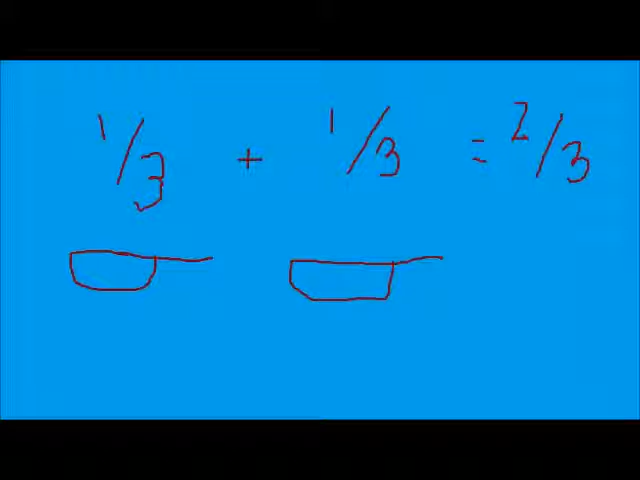 1/3 + 1/3 = 2/3